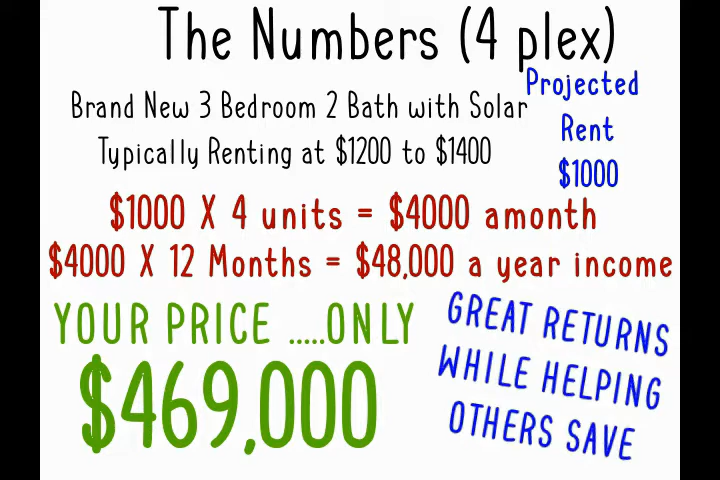 The Numbers (4 plex)
Brand New 3 Bedroom 2 Bath with Solar
Typically Renting at $1200 to $1400
Projected
Rent
$1000
$1000 X 4 units = $4000 amonth
$4000 X 12 Months = $48,000 a year income
YOUR PRICE .....ONLY
$469,000
GREAT RETURNS
WHILE HELPING
OTHERS SAVE